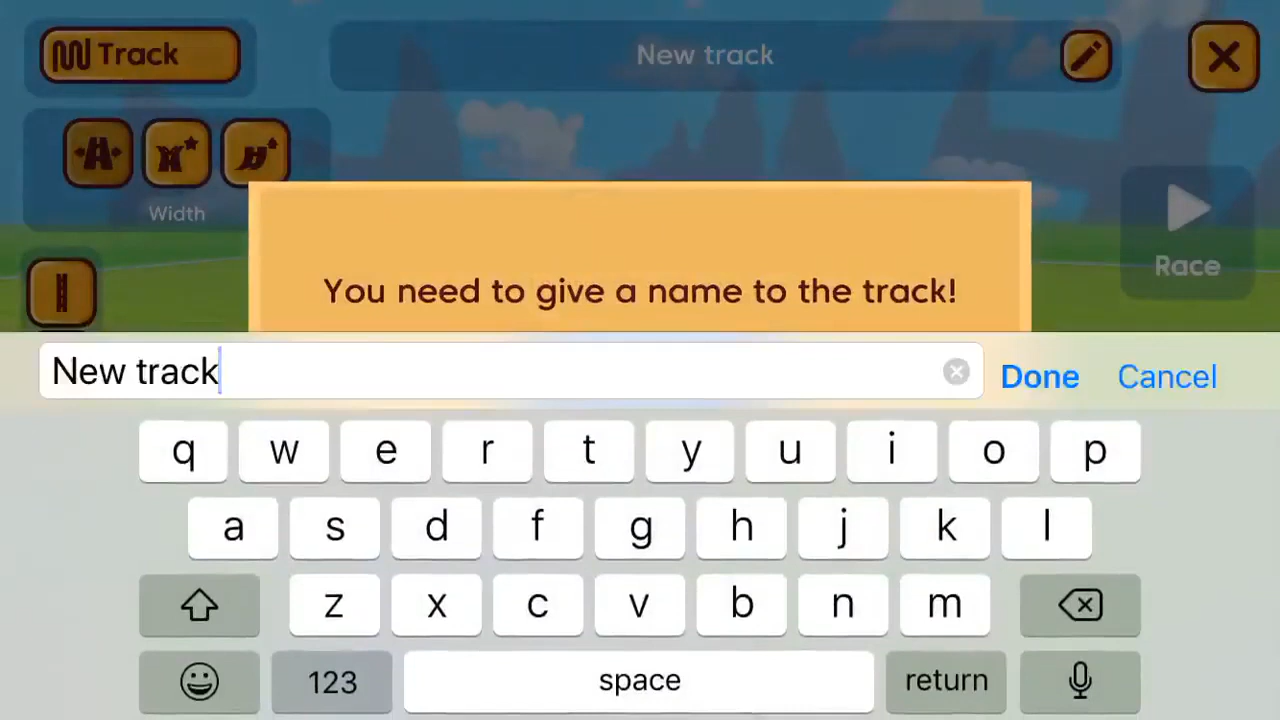 Track
New track
Width
Race
You need to give a name to the track!
New track
Done
Cancel
q w e r t y u i o p
a s d f g h j k l
z x c v b n m
123
space
return